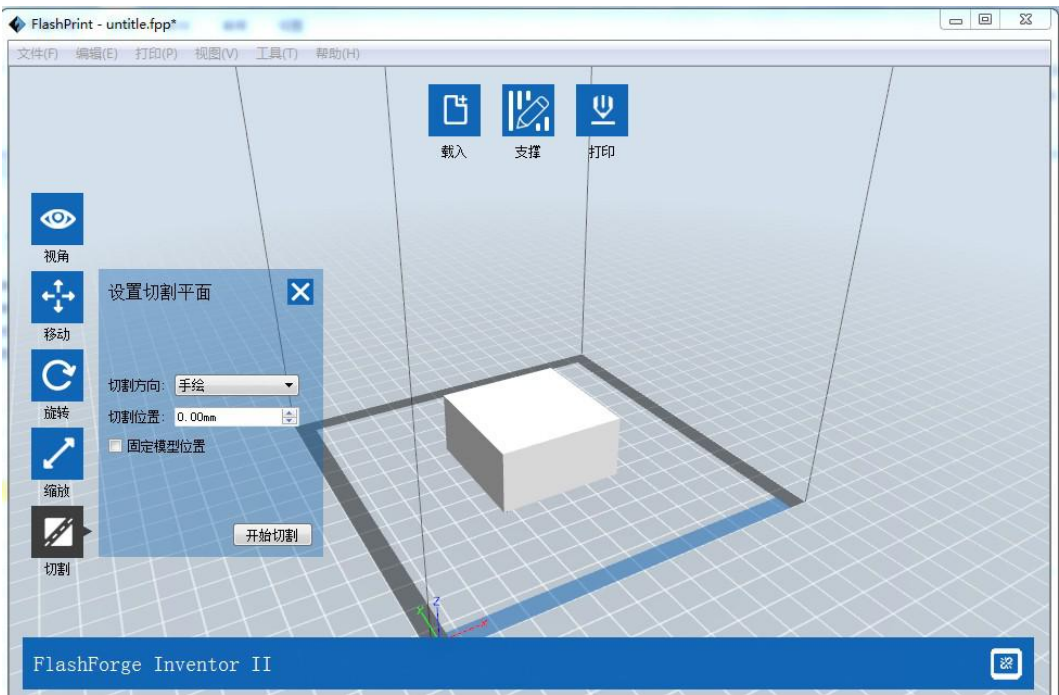 FlashPrint - untitle.fpp*
文件(F) 编辑(E) 打印(P) 视图(V) 工具(T) 帮助(H)
载入 支撑 打印
视角
移动
旋转
缩放
切割
设置切割平面
切割方向: 手绘
切割位置: 0.00mm
固定模型位置
开始切割
Z
X
FlashForge Inventor II